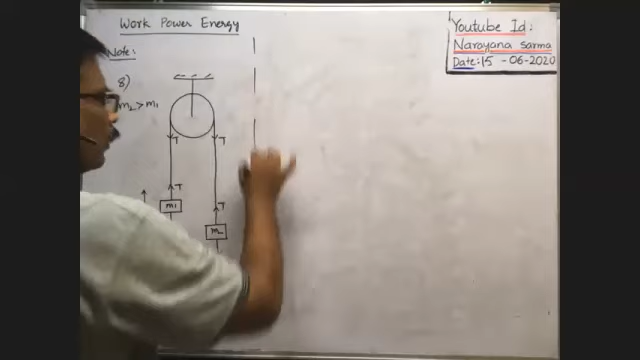 Work Power Energy
Note:
8)
m2 > m1
T
T
T
T
m1
m2
Youtube Id:
Narayana sarma
Date: 15 - 06-2020